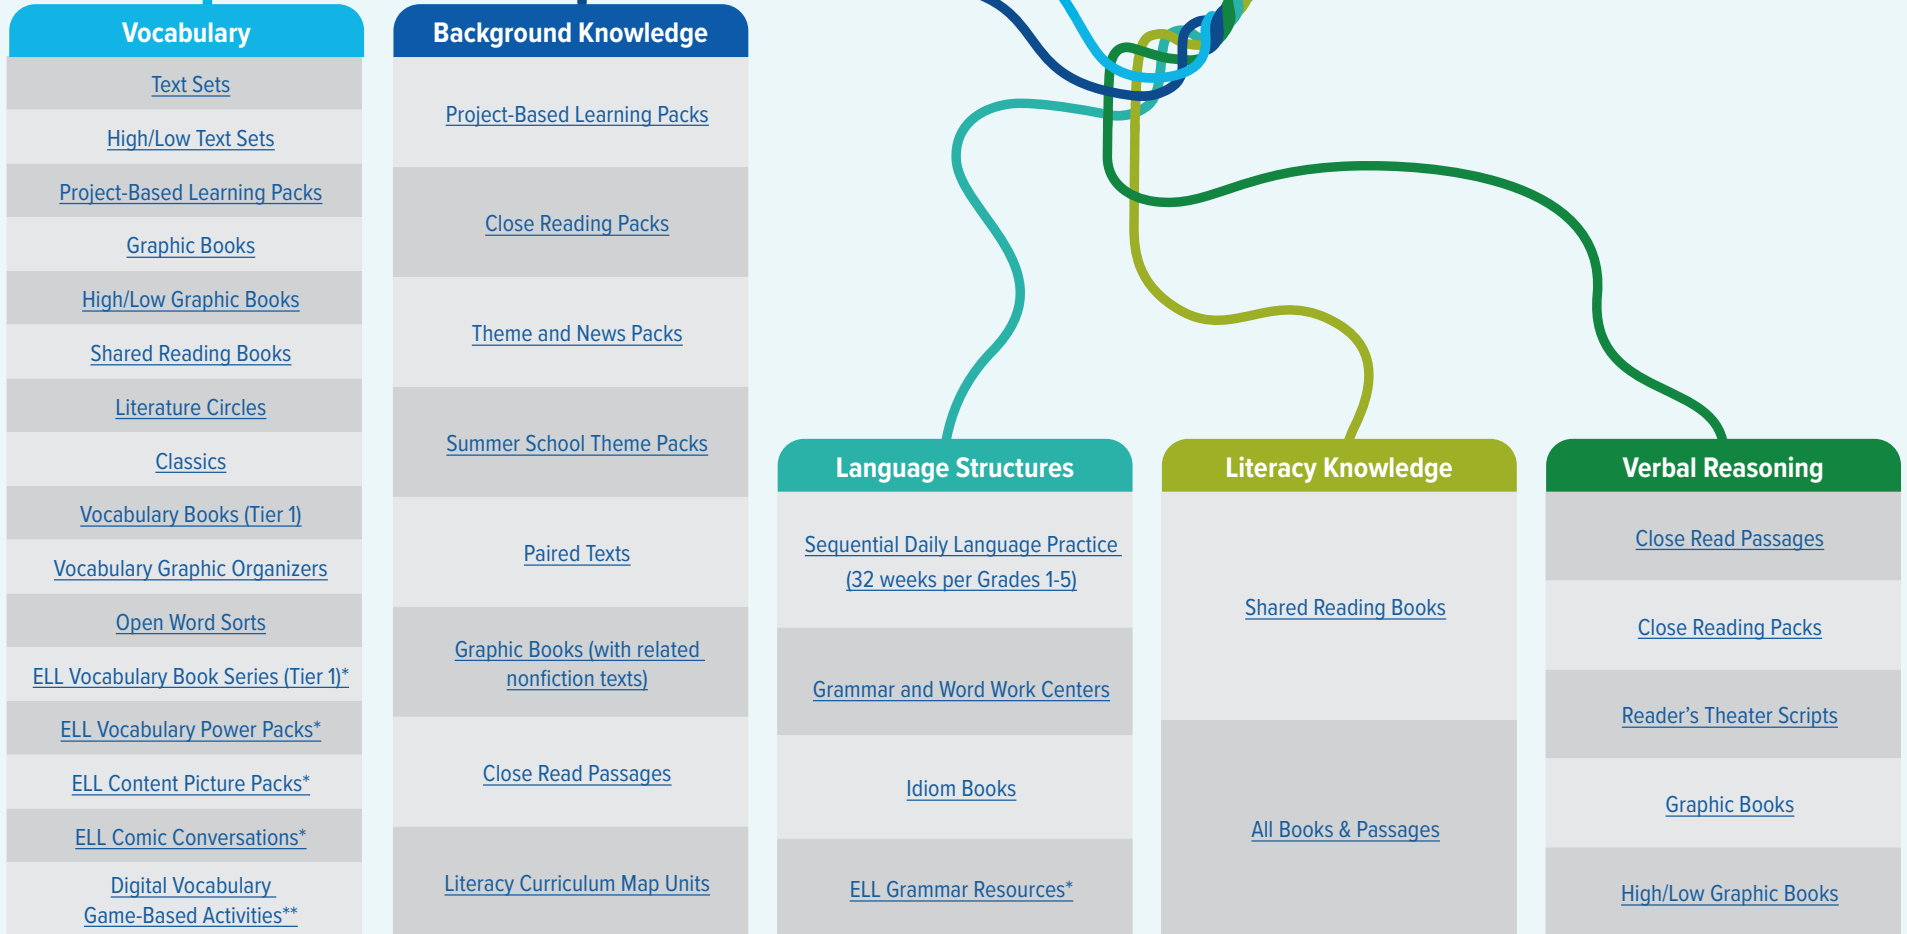 Vocabulary
Text Sets
High/Low Text Sets
Project-Based Learning Packs
Graphic Books
High/Low Graphic Books
Shared Reading Books
Literature Circles
Classics
Vocabulary Books (Tier 1)
Vocabulary Graphic Organizers
Open Word Sorts
ELL Vocabulary Book Series (Tier 1)*
ELL Vocabulary Power Packs*
ELL Content Picture Packs*
ELL Comic Conversations*
Digital Vocabulary
Game-Based Activities**
Background Knowledge
Project-Based Learning Packs
Close Reading Packs
Theme and News Packs
Summer School Theme Packs
Paired Texts
Graphic Books (with related
nonfiction texts)
Close Read Passages
Literacy Curriculum Map Units
Language Structures
Sequential Daily Language Practice
(32 weeks per Grades 1-5)
Grammar and Word Work Centers
Idiom Books
ELL Grammar Resources*
Literacy Knowledge
Shared Reading Books
All Books & Passages
Verbal Reasoning
Close Read Passages
Close Reading Packs
Reader’s Theater Scripts
Graphic Books
High/Low Graphic Books